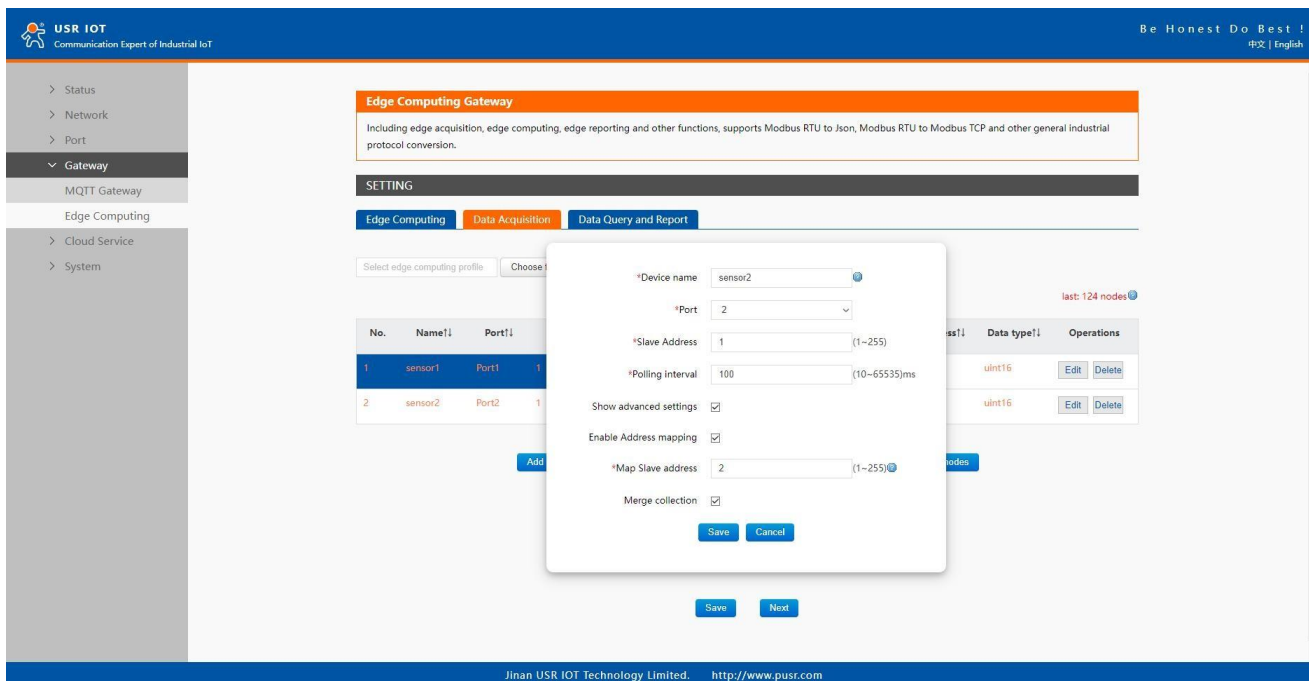 USR IOT
Communication Expert of Industrial IoT
Be Honest Do Best !
中文 | English
Status
Network
Port
Gateway
MQTT Gateway
Edge Computing
Cloud Service
System
Edge Computing Gateway
Including edge acquisition, edge computing, edge reporting and other functions, supports Modbus RTU to Json, Modbus RTU to Modbus TCP and other general industrial
protocol conversion.
SETTING
Edge Computing Data Acquisition Data Query and Report
Select edge computing profile Choose
last: 124 nodes
No. Name↑↓ Port↑↓ Data type↑↓ Operations
1 sensor1 Port1 1 uint16 Edit Delete
2 sensor2 Port2 1 uint16 Edit Delete
Add nodes
*Device name sensor2
*Port 2
*Slave Address 1 (1~255)
*Polling interval 100 (10~65535)ms
Show advanced settings
Enable Address mapping
*Map Slave address 2 (1~255)
Merge collection
Save Cancel
Save Next
Jinan USR IOT Technology Limited. http://www.pusr.com